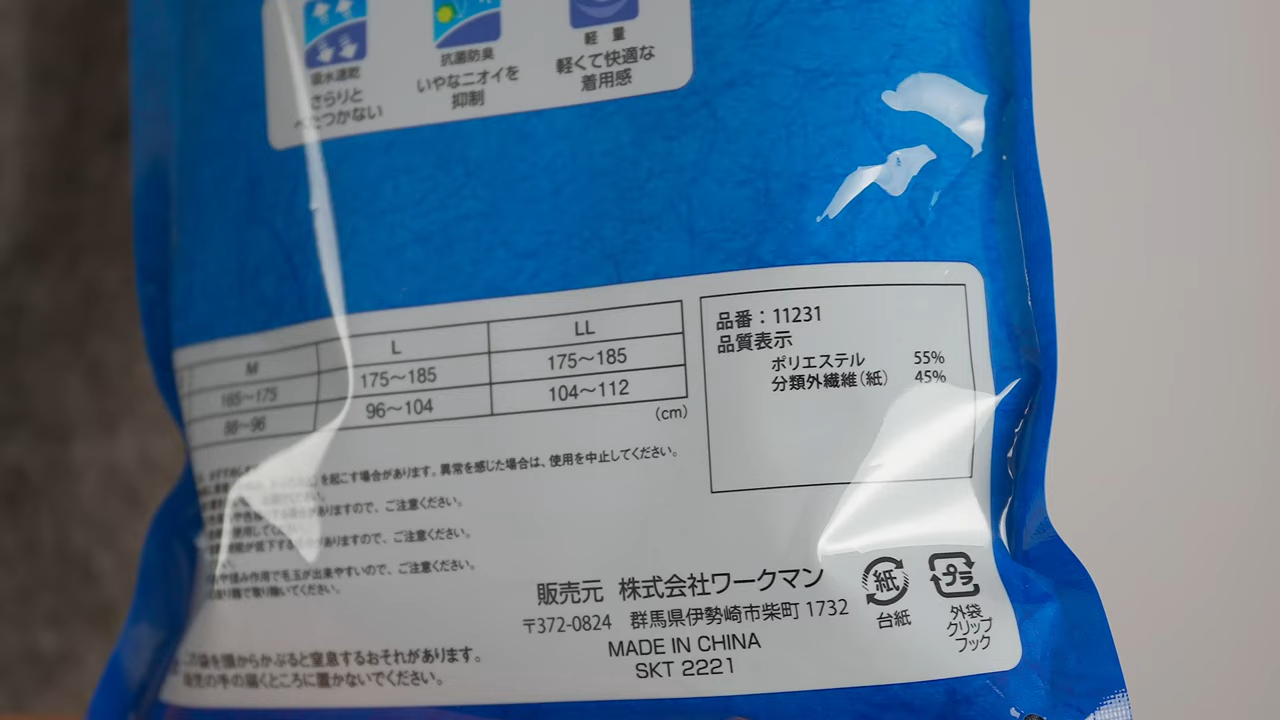 吸水速乾
さらりと
べたつかない
抗菌防臭
いやなニオイを
抑制
軽量
軽くて快適な
着用感
M L LL
165～175 175～185 175～185
88～96 96～104 104～112
(cm)
品番：11231
品質表示
ポリエステル 55%
分類外繊維(紙) 45%
を起こす場合があります。異常を感じた場合は、使用を中止してください。
ありますので、ご注意ください。
使用してください。
が低下する ありますので、ご注意ください。
作用で毛玉が出来やすいので、ご注意ください。
で取り除いてください。
袋を頭からかぶると窒息するおそれがあります。
の手の届くところに置かないでください。
販売元 株式会社ワークマン
〒372-0824 群馬県伊勢崎市柴町 1732
MADE IN CHINA
SKT 2221
紙
台紙
プラ
外袋
クリップ
フック